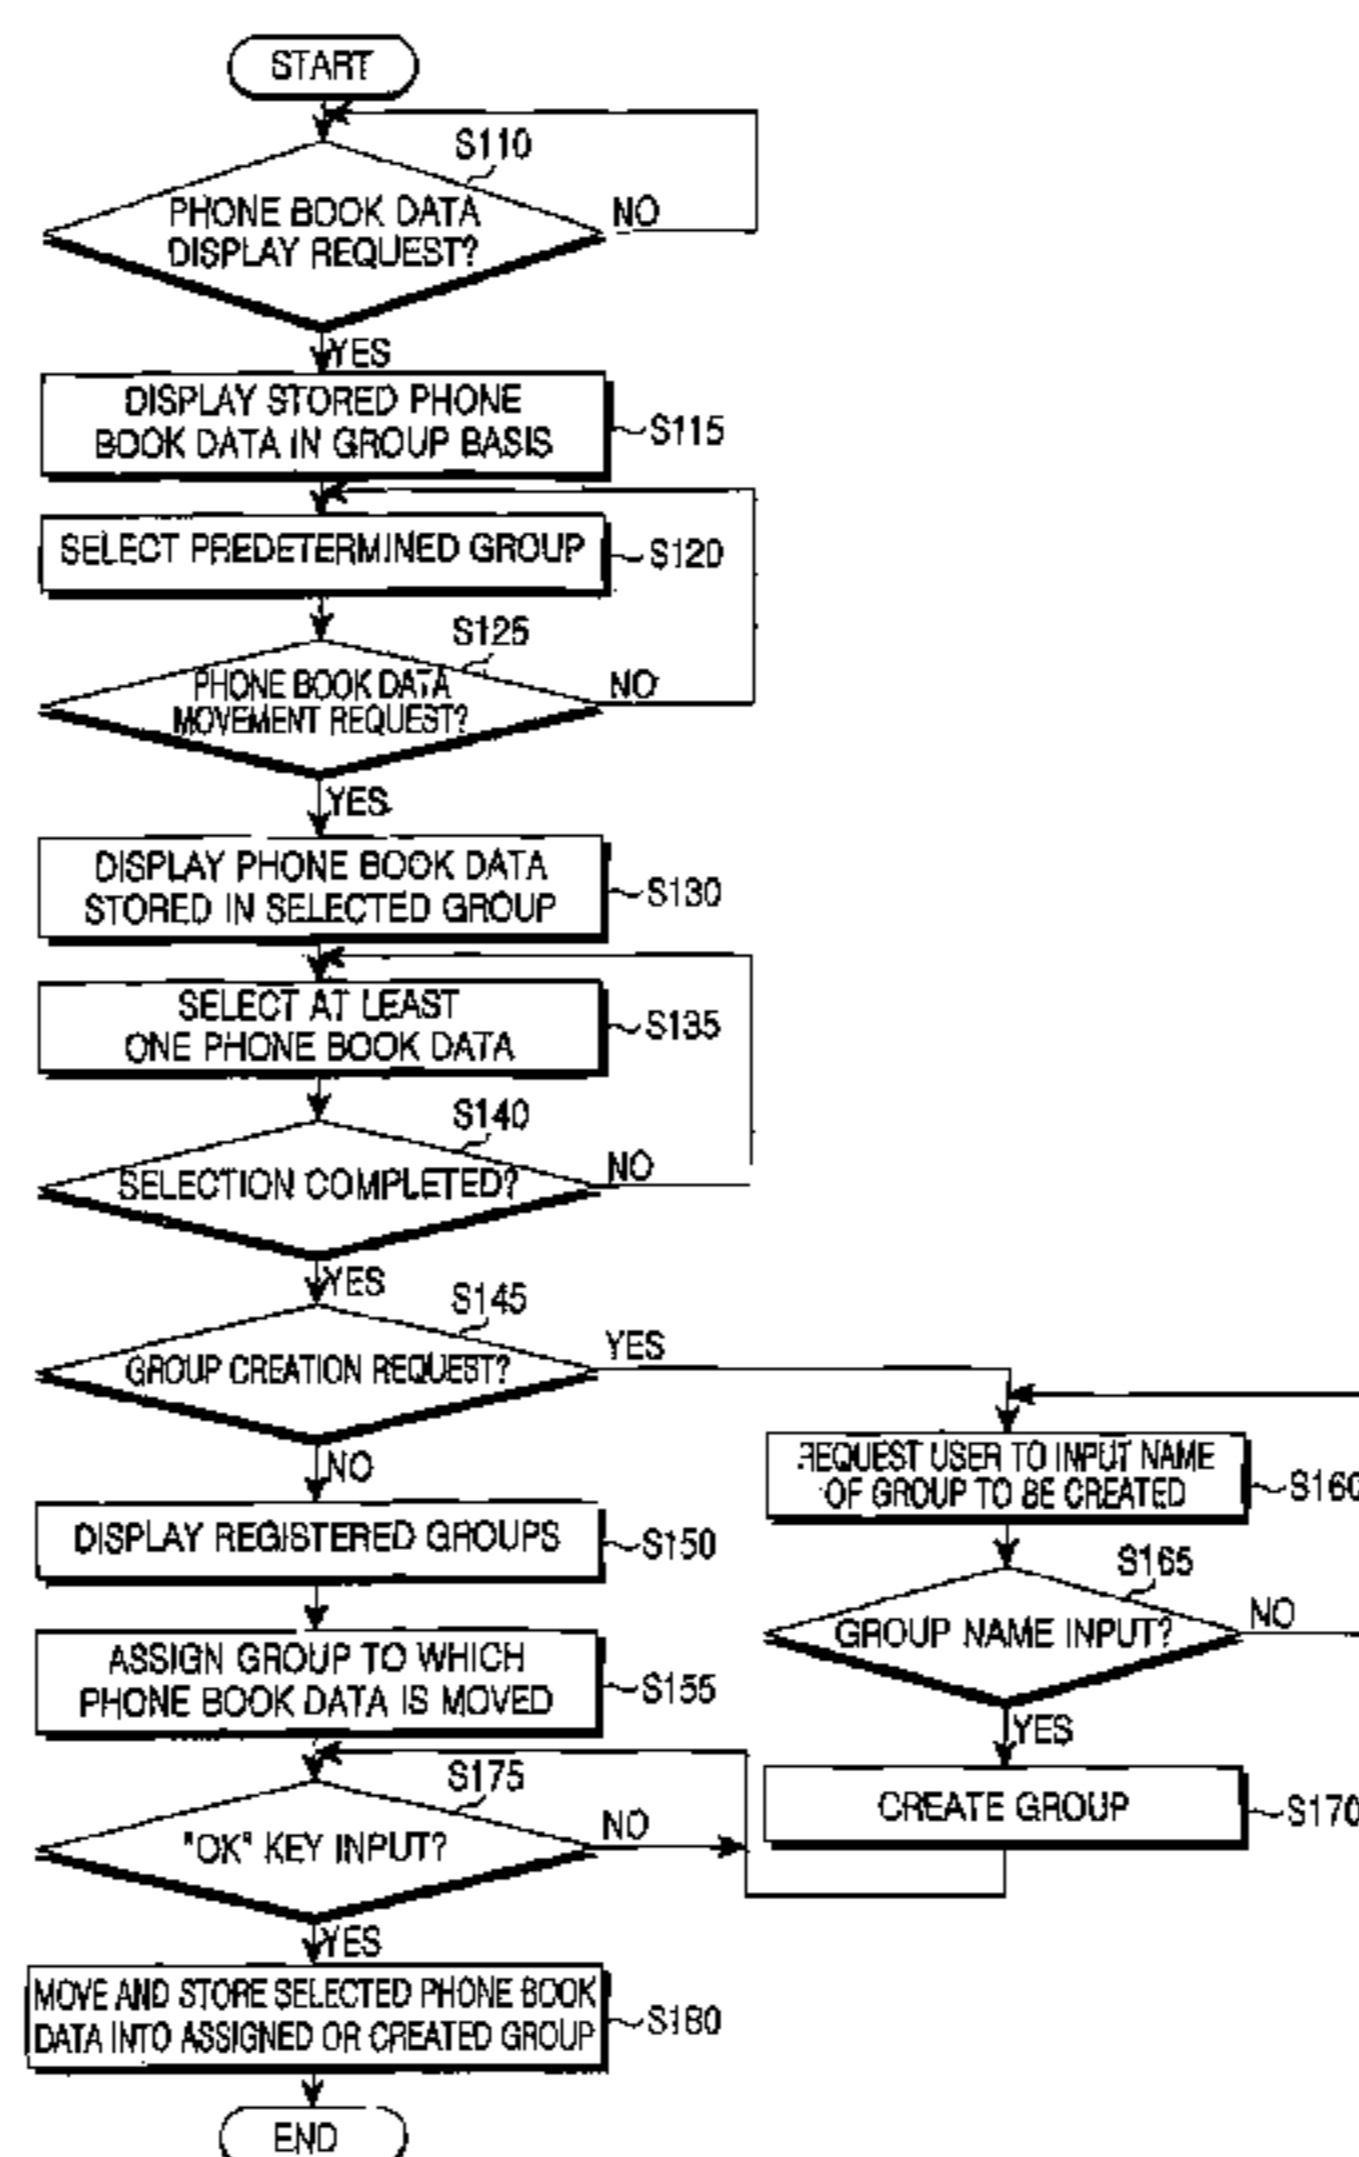 START
S110
PHONE BOOK DATA
DISPLAY REQUEST?
NO
YES
DISPLAY STORED PHONE
BOOK DATA IN GROUP BASIS
S115
SELECT PREDETERMINED GROUP
S120
S125
PHONE BOOK DATA
MOVEMENT REQUEST?
NO
YES
DISPLAY PHONE BOOK DATA
STORED IN SELECTED GROUP
S130
SELECT AT LEAST
ONE PHONE BOOK DATA
S135
S140
SELECTION COMPLETED?
NO
YES
S145
GROUP CREATION REQUEST?
YES
NO
DISPLAY REGISTERED GROUPS
S150
ASSIGN GROUP TO WHICH
PHONE BOOK DATA IS MOVED
S155
REQUEST USER TO INPUT NAME
OF GROUP TO BE CREATED
S160
S165
GROUP NAME INPUT?
NO
YES
CREATE GROUP
S170
S175
"OK" KEY INPUT?
NO
YES
MOVE AND STORE SELECTED PHONE BOOK
DATA INTO ASSIGNED OR CREATED GROUP
S180
END